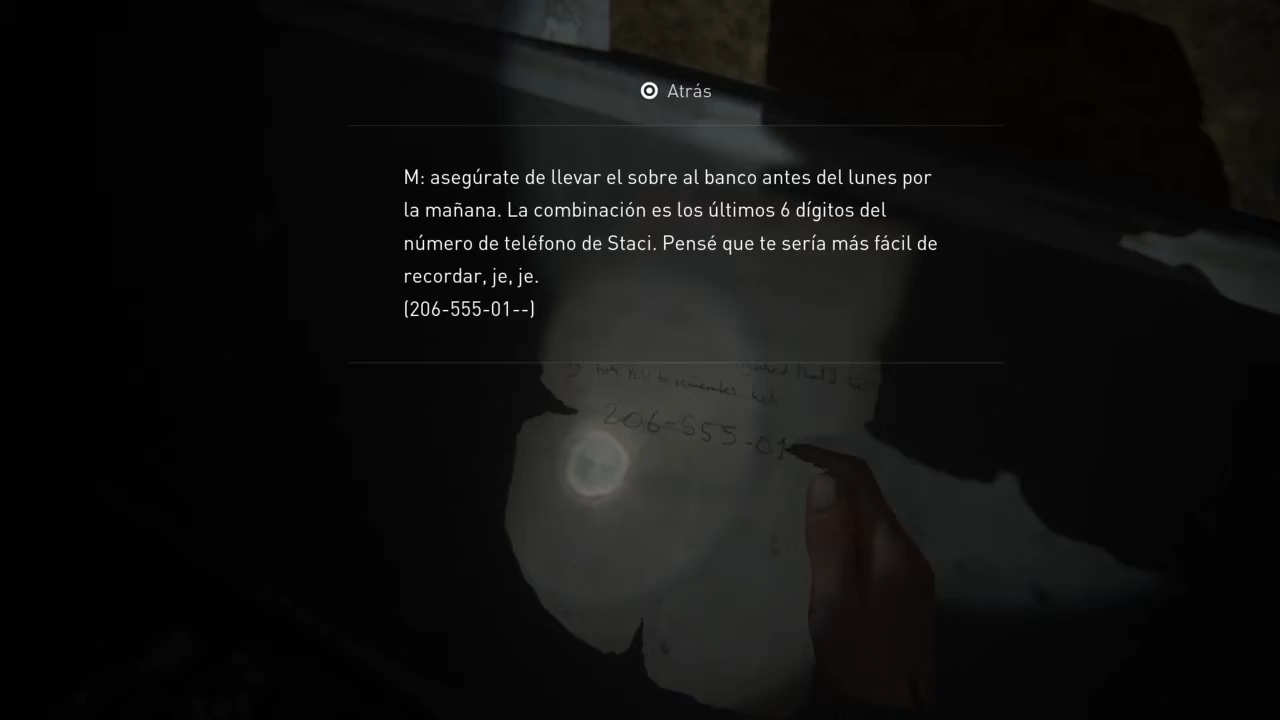 Atrás
M: asegúrate de llevar el sobre al banco antes del lunes por
la mañana. La combinación es los últimos 6 dígitos del
número de teléfono de Staci. Pensé que te sería más fácil de
recordar, je, je.
(206-555-01--)
for YOU to remember heh
206-555-01